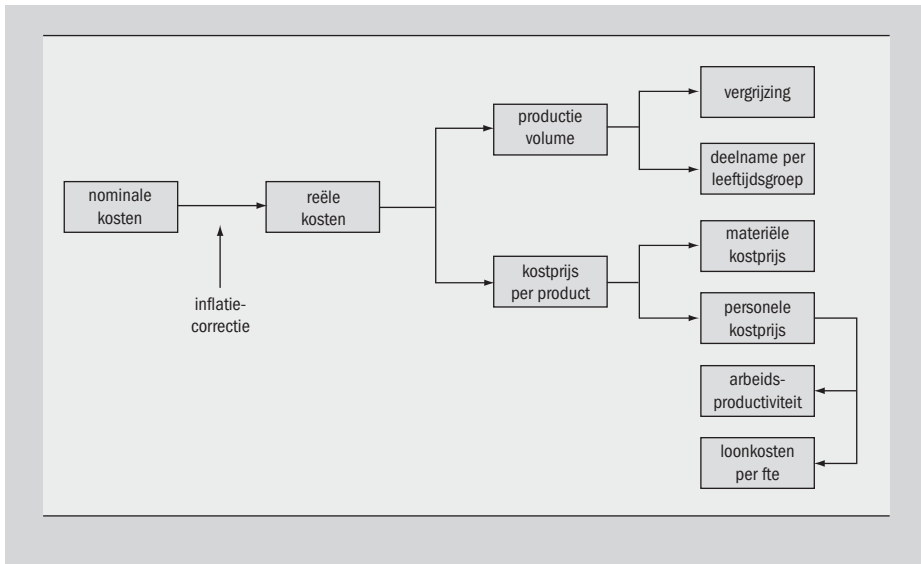 nominale
kosten
inflatie-
correctie
reële
kosten
productie
volume
kostprijs
per product
vergrijzing
deelname per
leeftijdsgroep
materiële
kostprijs
personele
kostprijs
arbeids-
productiviteit
loonkosten
per fte